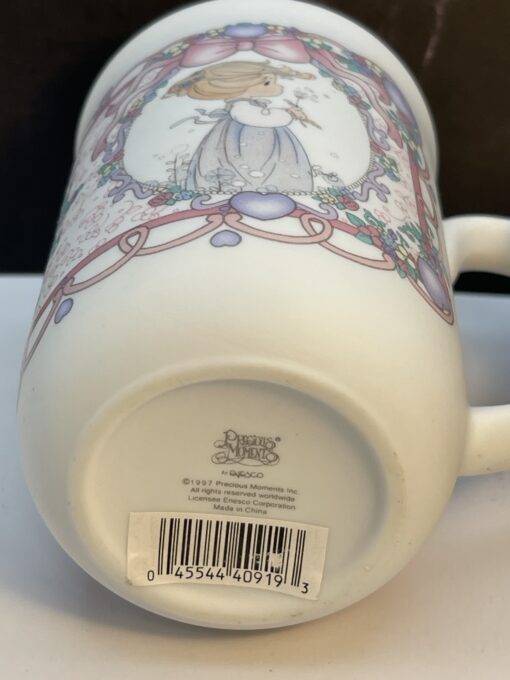 PRECIOUS
MOMENTS®
by ENESCO
©1997 Precious Moments Inc.
All rights reserved worldwide
Licensee Enesco Corporation
Made in China
0 45544 40919 3